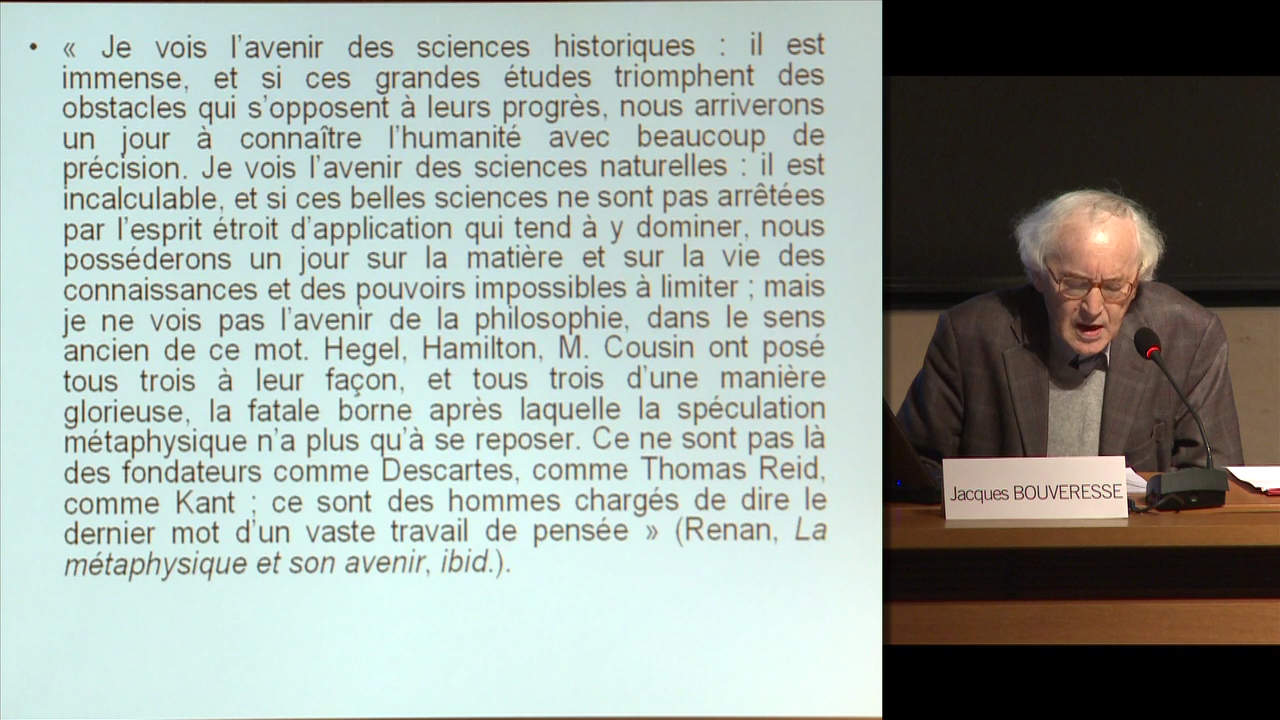 • « Je vois l'avenir des sciences historiques : il est
immense, et si ces grandes études triomphent des
obstacles qui s'opposent à leurs progrès, nous arriverons
un jour à connaître l'humanité avec beaucoup de
précision. Je vois l'avenir des sciences naturelles : il est
incalculable, et si ces belles sciences ne sont pas arrêtées
par l'esprit étroit d'application qui tend à y dominer, nous
posséderons un jour sur la matière et sur la vie des
connaissances et des pouvoirs impossibles à limiter ; mais
je ne vois pas l'avenir de la philosophie, dans le sens
ancien de ce mot. Hegel, Hamilton, M. Cousin ont posé
tous trois à leur façon, et tous trois d'une manière
glorieuse, la fatale borne après laquelle la spéculation
métaphysique n'a plus qu'à se reposer. Ce ne sont pas là
des fondateurs comme Descartes, comme Thomas Reid,
comme Kant ; ce sont des hommes chargés de dire le
dernier mot d'un vaste travail de pensée » (Renan, La
métaphysique et son avenir, ibid.).
Jacques BOUVERESSE